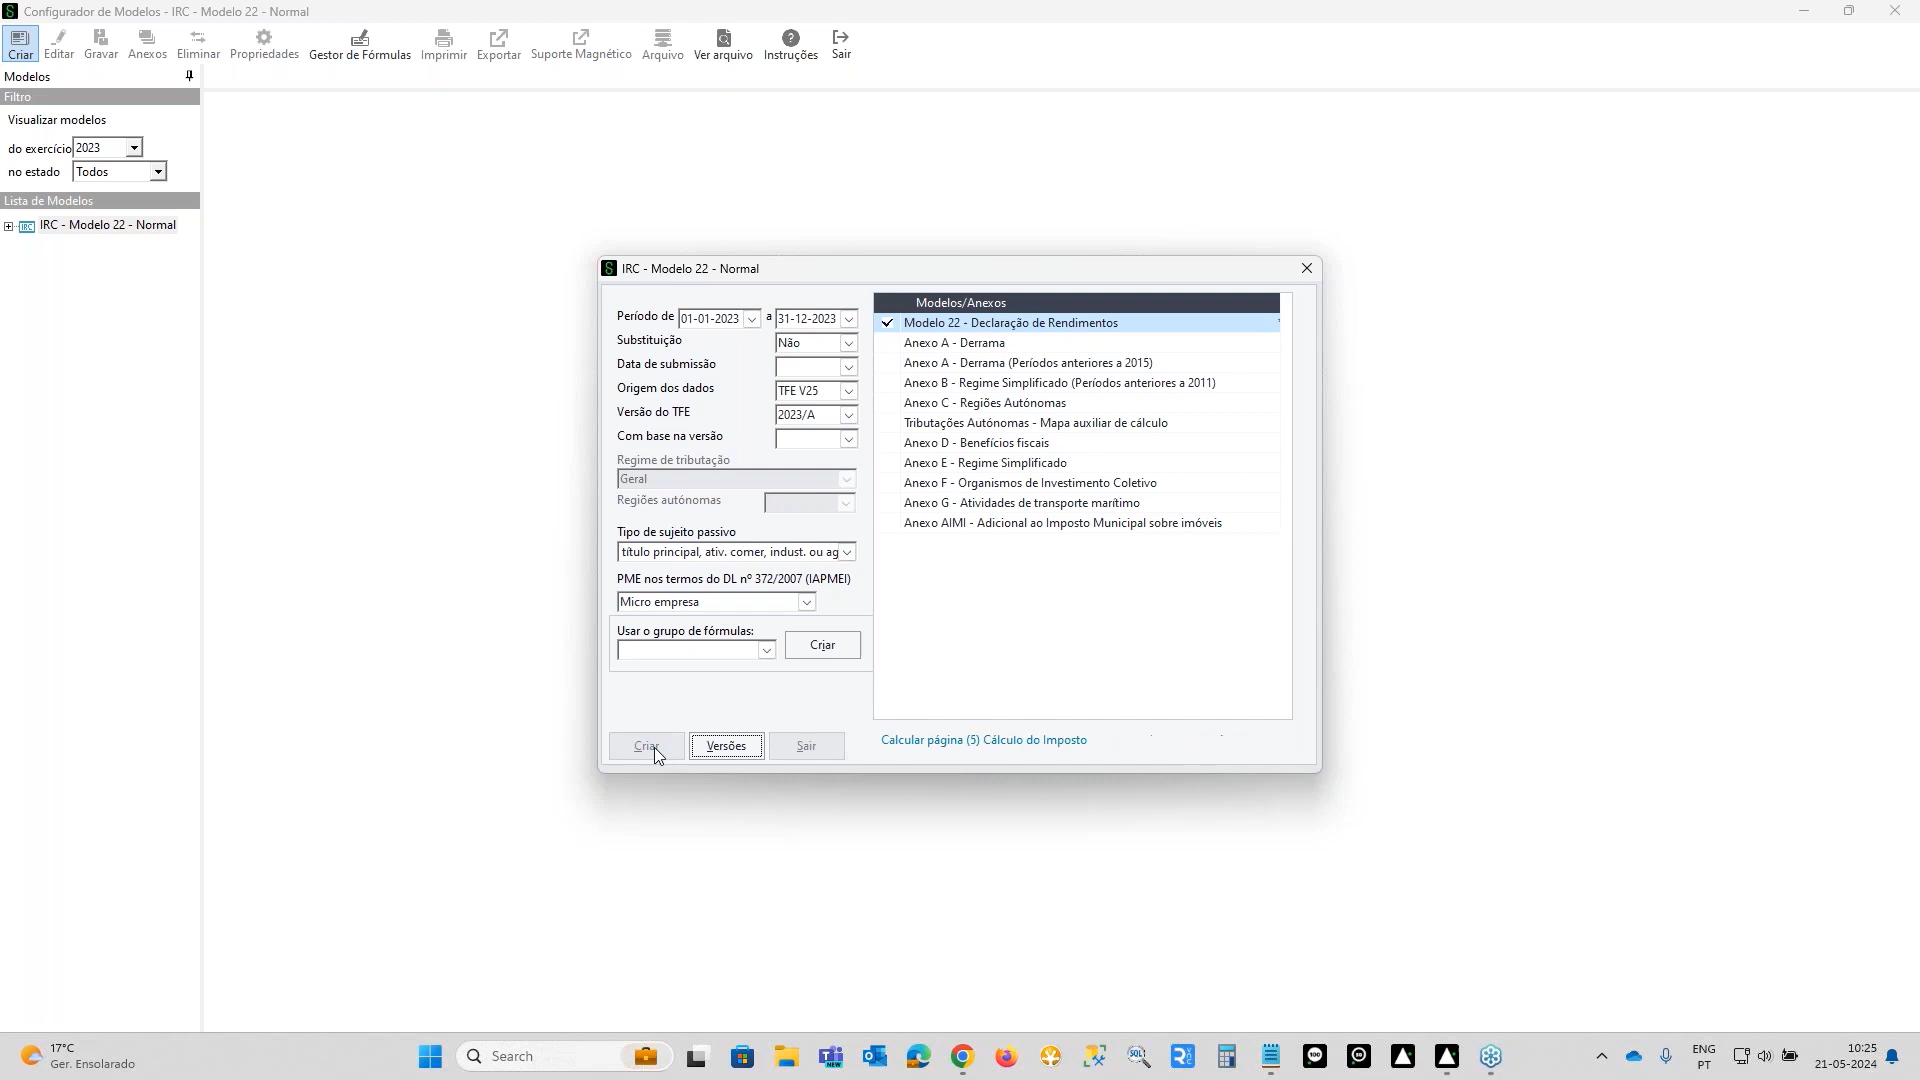 Configurador de Modelos - IRC - Modelo 22 - Normal
Criar Editar Gravar Anexos Eliminar Propriedades Gestor de Fórmulas Imprimir Exportar Suporte Magnético Arquivo Ver arquivo Instruções Sair
Modelos
Filtro
Visualizar modelos
do exercício 2023
no estado Todos
Lista de Modelos
IRC IRC - Modelo 22 - Normal
IRC - Modelo 22 - Normal
Período de 01-01-2023 a 31-12-2023
Substituição Não
Data de submissão
Origem dos dados TFE V25
Versão do TFE 2023/A
Com base na versão
Regime de tributação
Geral
Regiões autónomas
Tipo de sujeito passivo
título principal, ativ. comer, indust. ou ag
PME nos termos do DL nº 372/2007 (IAPMEI)
Micro empresa
Usar o grupo de fórmulas:
Criar
Criar Versões Sair
Modelos/Anexos
Modelo 22 - Declaração de Rendimentos
Anexo A - Derrama
Anexo A - Derrama (Períodos anteriores a 2015)
Anexo B - Regime Simplificado (Períodos anteriores a 2011)
Anexo C - Regiões Autónomas
Tributações Autónomas - Mapa auxiliar de cálculo
Anexo D - Benefícios fiscais
Anexo E - Regime Simplificado
Anexo F - Organismos de Investimento Coletivo
Anexo G - Atividades de transporte marítimo
Anexo AIMI - Adicional ao Imposto Municipal sobre imóveis
Calcular página (5) Cálculo do Imposto
17°C
Ger. Ensolarado
Search
NEW
SQL
100
ENG
PT
10:25
21-05-2024